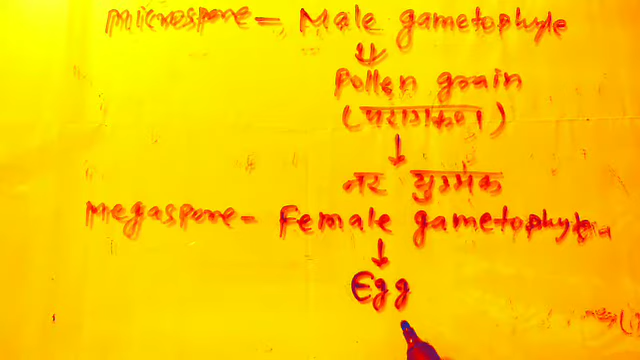 Microspore - Male gametophyte
Pollen grain
(परागकण)
नर युग्मक
Megaspore - Female gametophyte
Egg